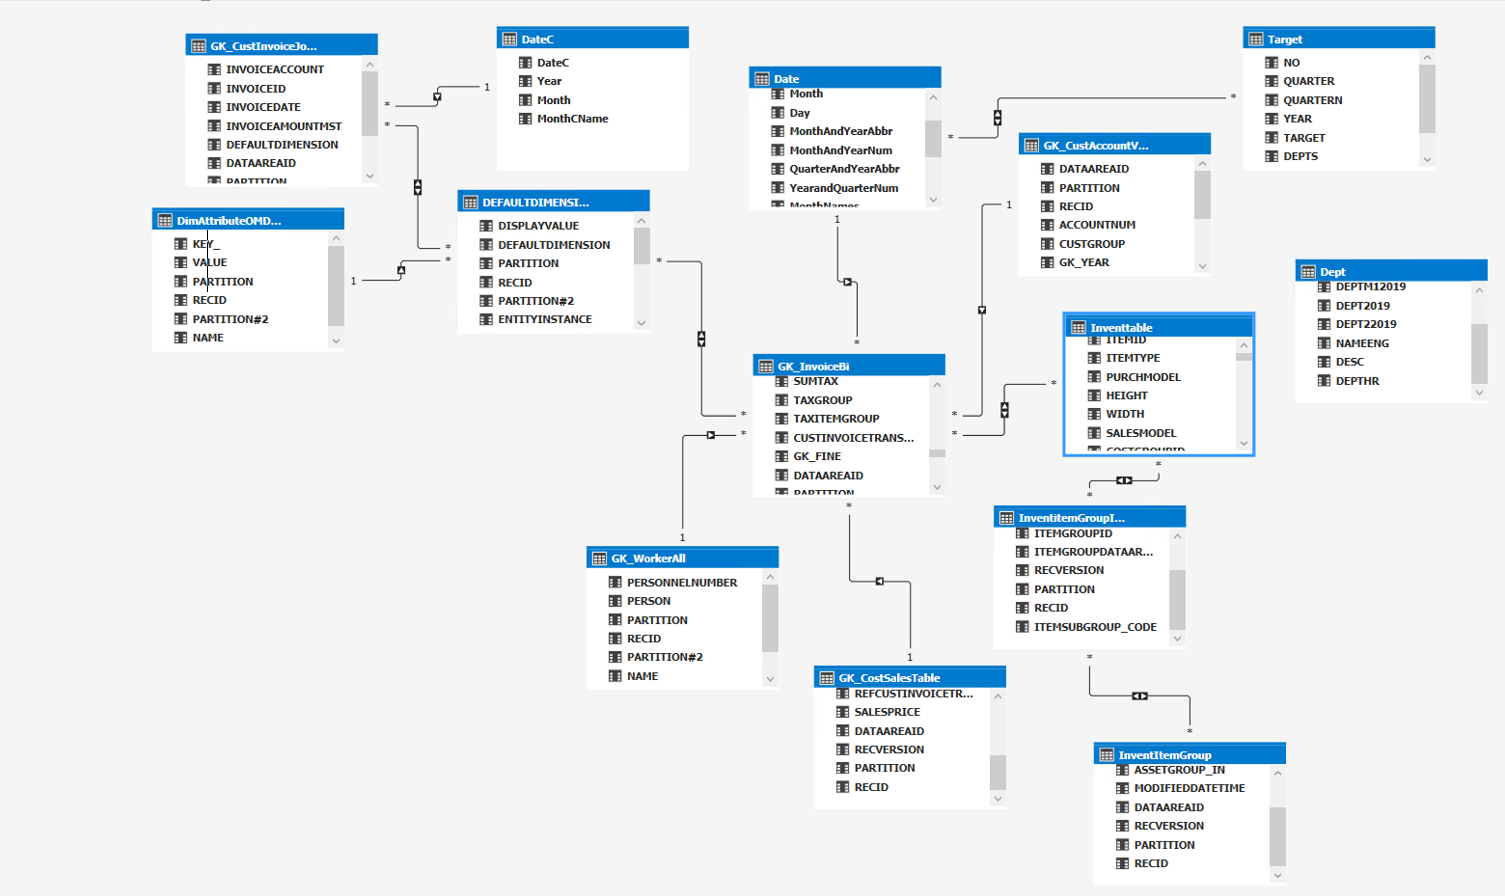 GK_CustInvoiceJo...
INVOICEACCOUNT
INVOICEID
INVOICEDATE
INVOICEAMOUNTMST
DEFAULTDIMENSION
DATAAREAID
PARTITION
DateC
DateC
Year
Month
MonthCName
Date
Month
Day
MonthAndYearAbbr
MonthAndYearNum
QuarterAndYearAbbr
YearandQuarterNum
MonthNames
Target
NO
QUARTER
QUARTERN
YEAR
TARGET
DEPTS
GK_CustAccountV...
DATAAREAID
PARTITION
RECID
ACCOUNTNUM
CUSTGROUP
GK_YEAR
DimAttributeOMD...
KEY_
VALUE
PARTITION
RECID
PARTITION#2
NAME
DEFAULTDIMENSI...
DISPLAYVALUE
DEFAULTDIMENSION
PARTITION
RECID
PARTITION#2
ENTITYINSTANCE
Dept
DEPTM12019
DEPT2019
DEPT22019
NAMEENG
DESC
DEPTHR
Inventtable
ITEMID
ITEMTYPE
PURCHMODEL
HEIGHT
WIDTH
SALESMODEL
COSTGROUPID
GK_InvoiceBi
SUMTAX
TAXGROUP
TAXITEMGROUP
CUSTINVOICETRANS...
GK_FINE
DATAAREAID
PARTITION
InventitemGroupI...
ITEMGROUPID
ITEMGROUPDATAAR...
RECVERSION
PARTITION
RECID
ITEMSUBGROUP_CODE
GK_WorkerAll
PERSONNELNUMBER
PERSON
PARTITION
RECID
PARTITION#2
NAME
GK_CostSalesTable
REFCUSTINVOICETR...
SALESPRICE
DATAAREAID
RECVERSION
PARTITION
RECID
InventItemGroup
ASSETGROUP_IN
MODIFIEDDATETIME
DATAAREAID
RECVERSION
PARTITION
RECID
* 1
* *
1 *
* *
1 *
* *
1 *
* *
1 *
* 1
* *
* *